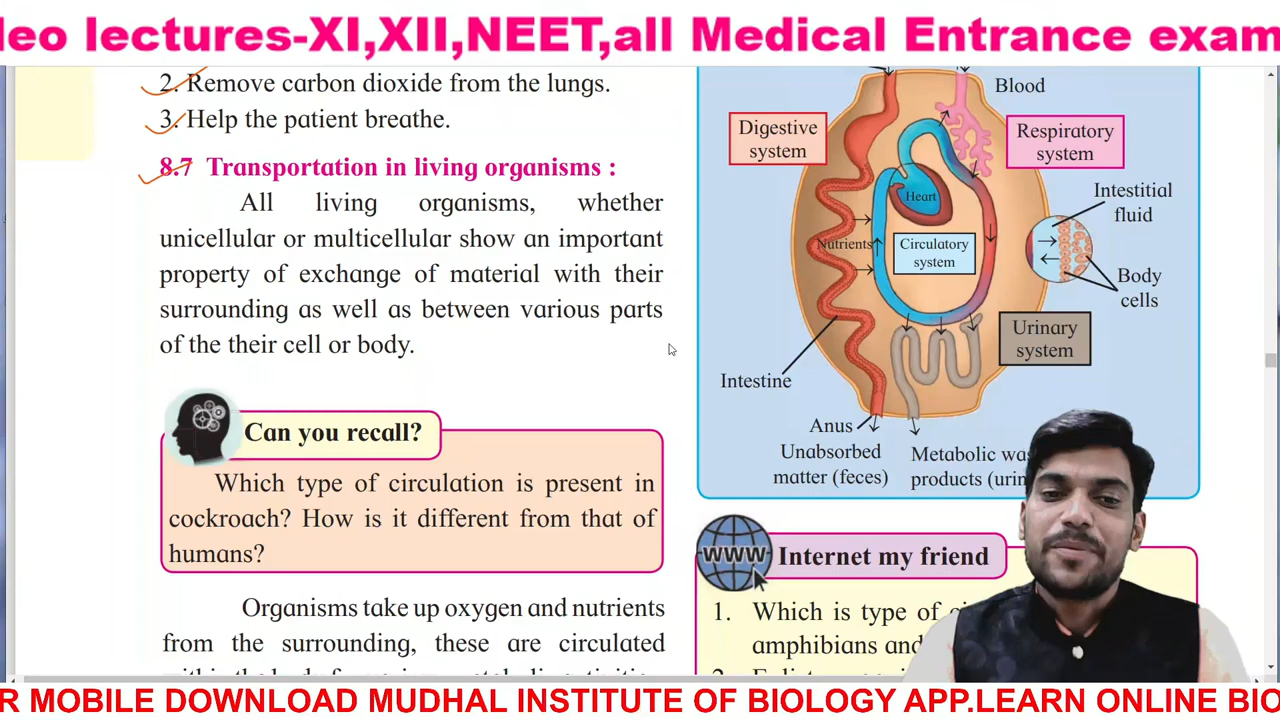 leo lectures-XI,XII,NEET,all Medical Entrance exam
2. Remove carbon dioxide from the lungs.
3. Help the patient breathe.
8.7 Transportation in living organisms :
All living organisms, whether
unicellular or multicellular show an important
property of exchange of material with their
surrounding as well as between various parts
of the their cell or body.
Can you recall?
Which type of circulation is present in
cockroach? How is it different from that of
humans?
Organisms take up oxygen and nutrients
from the surrounding, these are circulated
Blood
Digestive
system
Respiratory
system
Heart
Intestitial
fluid
Nutrients
Circulatory
system
Body
cells
Urinary
system
Intestine
Anus
Unabsorbed
matter (feces)
Metabolic wa
products (urin
www
Internet my friend
1. Which is type of
amphibians and
2.
R MOBILE DOWNLOAD MUDHAL INSTITUTE OF BIOLOGY APP.LEARN ONLINE BIO